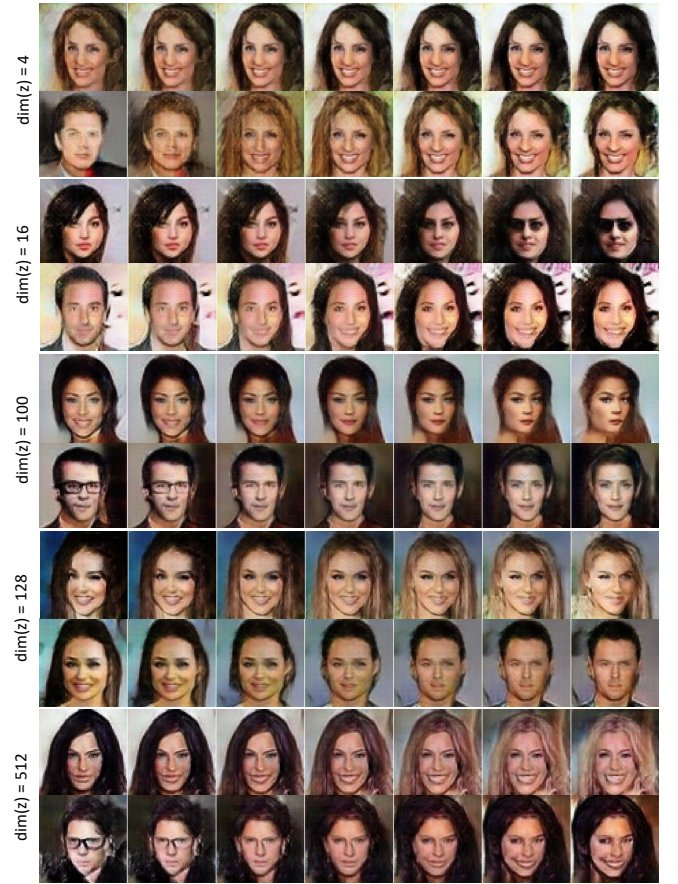 dim(z) = 4
dim(z) = 16
dim(z) = 100
dim(z) = 128
dim(z) = 512